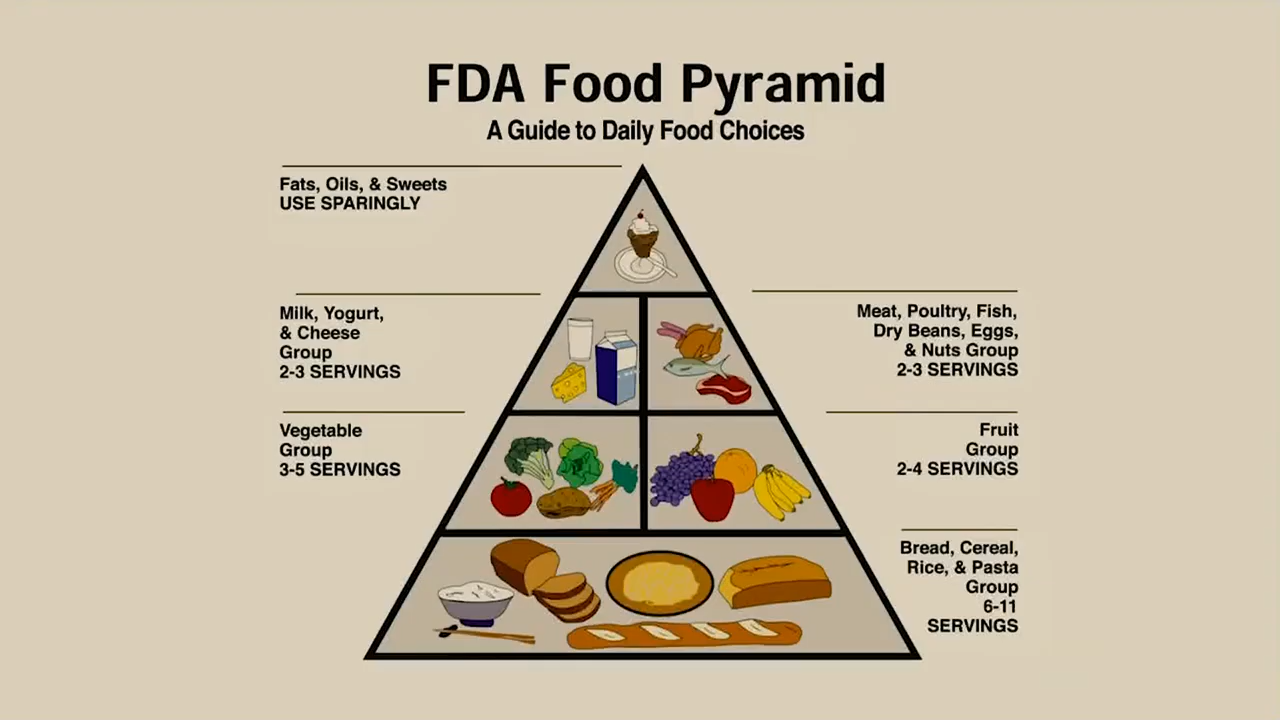 FDA Food Pyramid
A Guide to Daily Food Choices
Fats, Oils, & Sweets
USE SPARINGLY
Milk, Yogurt,
& Cheese
Group
2-3 SERVINGS
Meat, Poultry, Fish,
Dry Beans, Eggs,
& Nuts Group
2-3 SERVINGS
Vegetable
Group
3-5 SERVINGS
Fruit
Group
2-4 SERVINGS
Bread, Cereal,
Rice, & Pasta
Group
6-11
SERVINGS